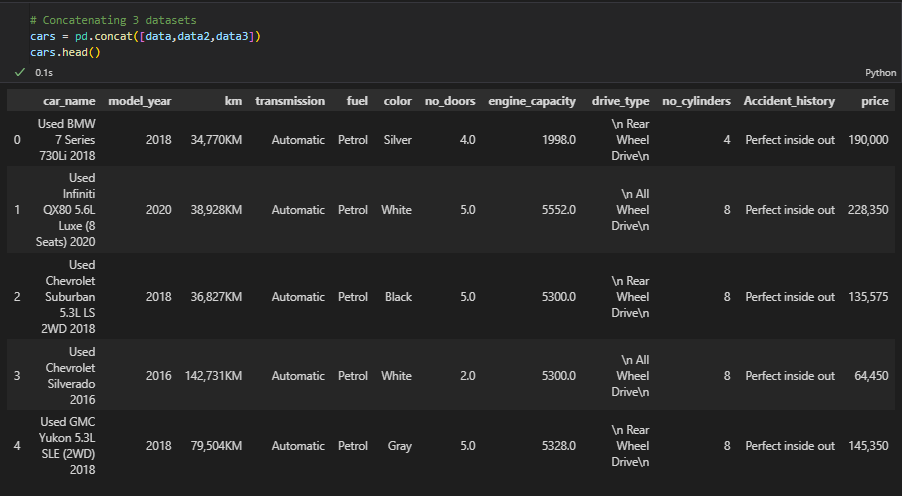 # Concatenating 3 datasets
cars = pd.concat([data,data2,data3])
cars.head()
0.1s Python
car_name model_year km transmission fuel color no_doors engine_capacity drive_type no_cylinders Accident_history price
0 Used BMW 7 Series 730Li 2018 2018 34,770KM Automatic Petrol Silver 4.0 1998.0 \n Rear Wheel Drive\n 4 Perfect inside out 190,000
1 Used Infiniti QX80 5.6L Luxe (8 Seats) 2020 2020 38,928KM Automatic Petrol White 5.0 5552.0 \n All Wheel Drive\n 8 Perfect inside out 228,350
2 Used Chevrolet Suburban 5.3L LS 2WD 2018 2018 36,827KM Automatic Petrol Black 5.0 5300.0 \n Rear Wheel Drive\n 8 Perfect inside out 135,575
3 Used Chevrolet Silverado 2016 2016 142,731KM Automatic Petrol White 2.0 5300.0 \n All Wheel Drive\n 8 Perfect inside out 64,450
4 Used GMC Yukon 5.3L SLE (2WD) 2018 2018 79,504KM Automatic Petrol Gray 5.0 5328.0 \n Rear Wheel Drive\n 8 Perfect inside out 145,350